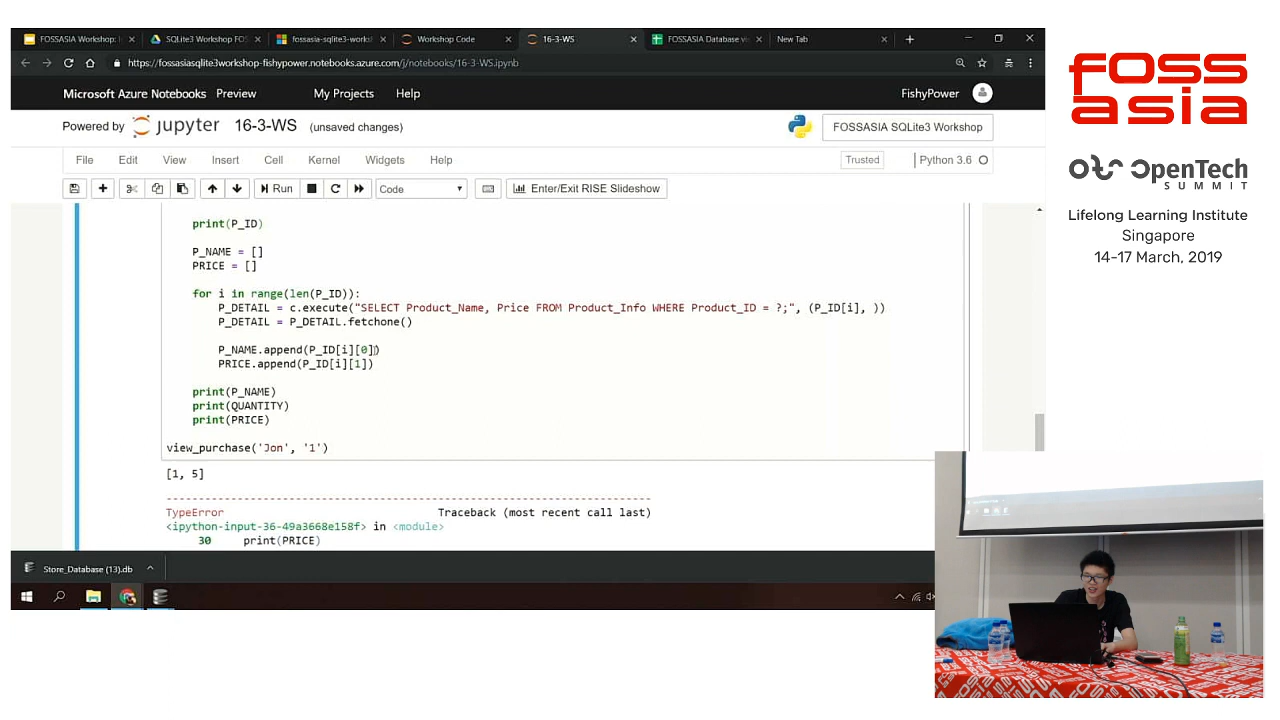 FOSSASIA Workshop: I
SQLite3 Workshop FOS
fossasia-sqlite3-works
Workshop Code
16-3-WS
FOSSASIA Database vi
New Tab
https://fossasiasqlite3workshop-fishypower.notebooks.azure.com/j/notebooks/16-3-WS.ipynb
Microsoft Azure Notebooks Preview My Projects Help FishyPower
Powered by jupyter 16-3-WS (unsaved changes) FOSSASIA SQLite3 Workshop
File Edit View Insert Cell Kernel Widgets Help Trusted Python 3.6
Run Code Enter/Exit RISE Slideshow
print(P_ID)
P_NAME = []
PRICE = []
for i in range(len(P_ID)):
P_DETAIL = c.execute("SELECT Product_Name, Price FROM Product_Info WHERE Product_ID = ?;", (P_ID[i], ))
P_DETAIL = P_DETAIL.fetchone()
P_NAME.append(P_ID[i][0])
PRICE.append(P_ID[i][1])
print(P_NAME)
print(QUANTITY)
print(PRICE)
view_purchase('Jon', '1')
[1, 5]
---------------------------------------------------------------------------
TypeError Traceback (most recent call last)
<ipython-input-36-49a3668e158f> in <module>
30 print(PRICE)
Store_Database (13).db
FOSS
asia
OpenTech
SUMMIT
Lifelong Learning Institute
Singapore
14-17 March, 2019